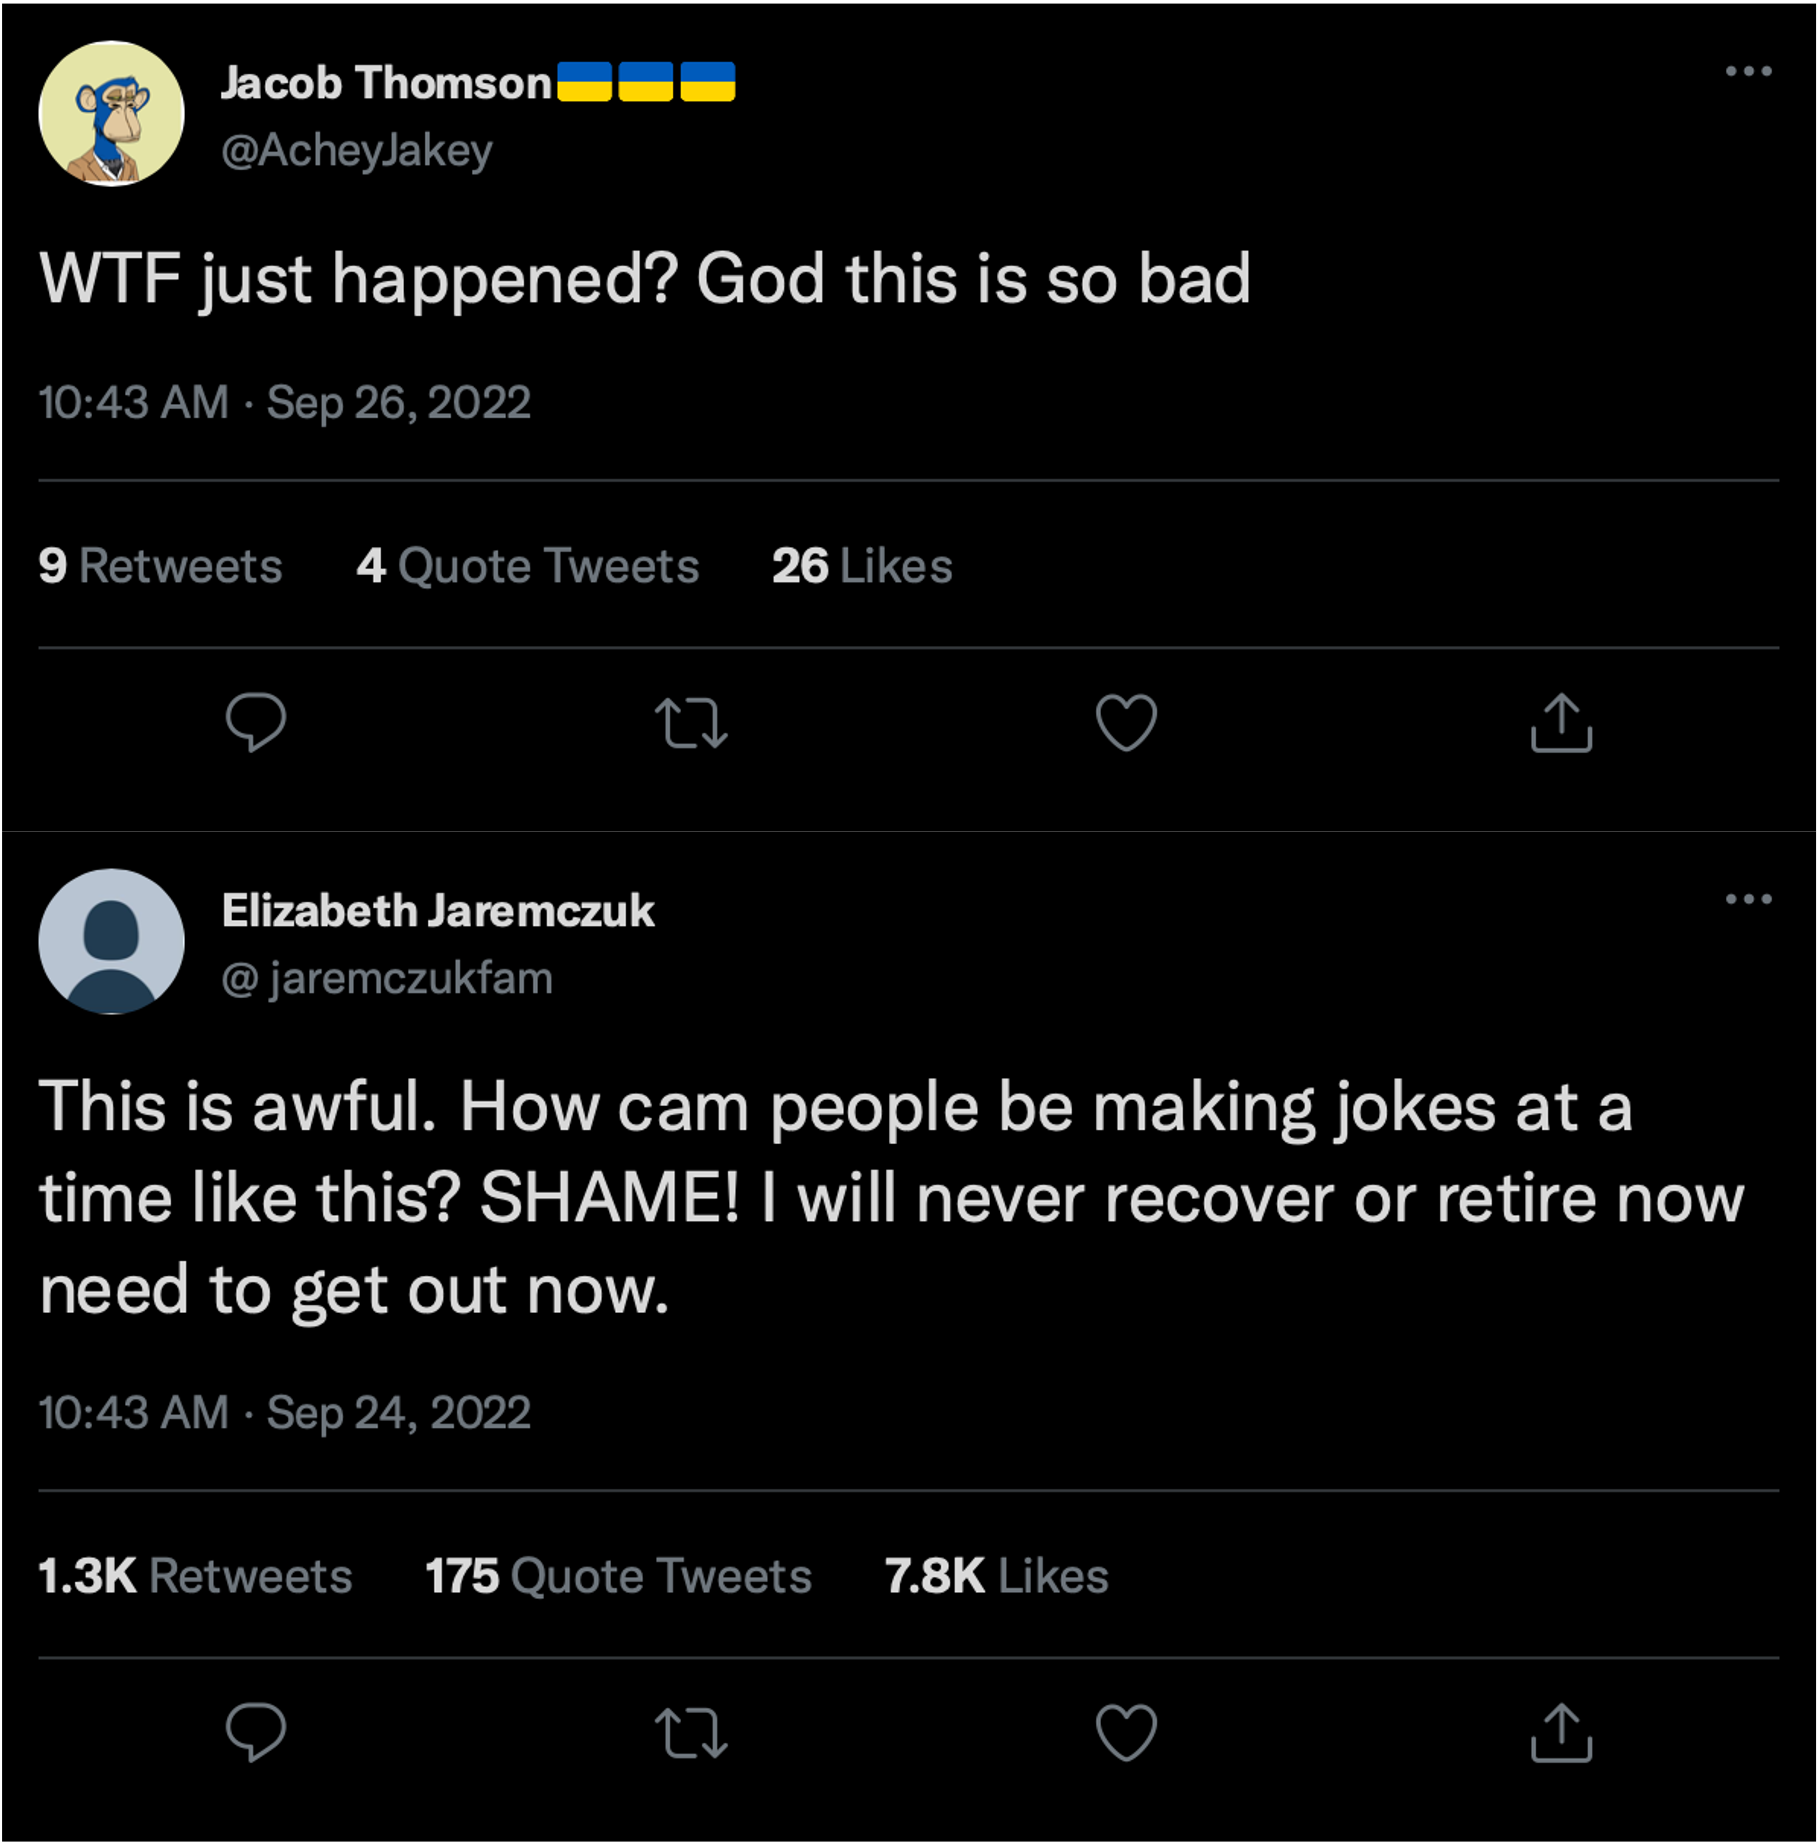 Jacob Thomson🇺🇦🇺🇦🇺🇦
@AcheyJakey
WTF just happened? God this is so bad
10:43 AM · Sep 26, 2022
9 Retweets 4 Quote Tweets 26 Likes
Elizabeth Jaremczuk
@ jaremczukfam
This is awful. How cam people be making jokes at a
time like this? SHAME! I will never recover or retire now
need to get out now.
10:43 AM · Sep 24, 2022
1.3K Retweets 175 Quote Tweets 7.8K Likes